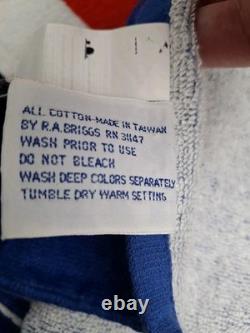 ALL COTTON-MADE IN TAIWAN
BY R.A. BRIGGS RN 31147
WASH PRIOR TO USE
DO NOT BLEACH
WASH DEEP COLORS SEPARATELY
TUMBLE DRY WARM SETTING